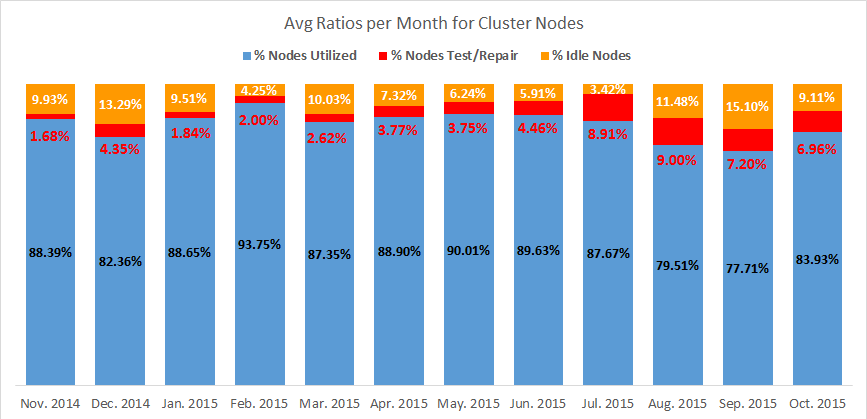 Avg Ratios per Month for Cluster Nodes
% Nodes Utilized % Nodes Test/Repair % Idle Nodes
9.93% 13.29% 9.51% 4.25% 10.03% 7.32% 6.24% 5.91% 3.42% 11.48% 15.10% 9.11%
1.68% 4.35% 1.84% 2.00% 2.62% 3.77% 3.75% 4.46% 8.91% 9.00% 7.20% 6.96%
88.39% 82.36% 88.65% 93.75% 87.35% 88.90% 90.01% 89.63% 87.67% 79.51% 77.71% 83.93%
Nov. 2014 Dec. 2014 Jan. 2015 Feb. 2015 Mar. 2015 Apr. 2015 May. 2015 Jun. 2015 Jul. 2015 Aug. 2015 Sep. 2015 Oct. 2015